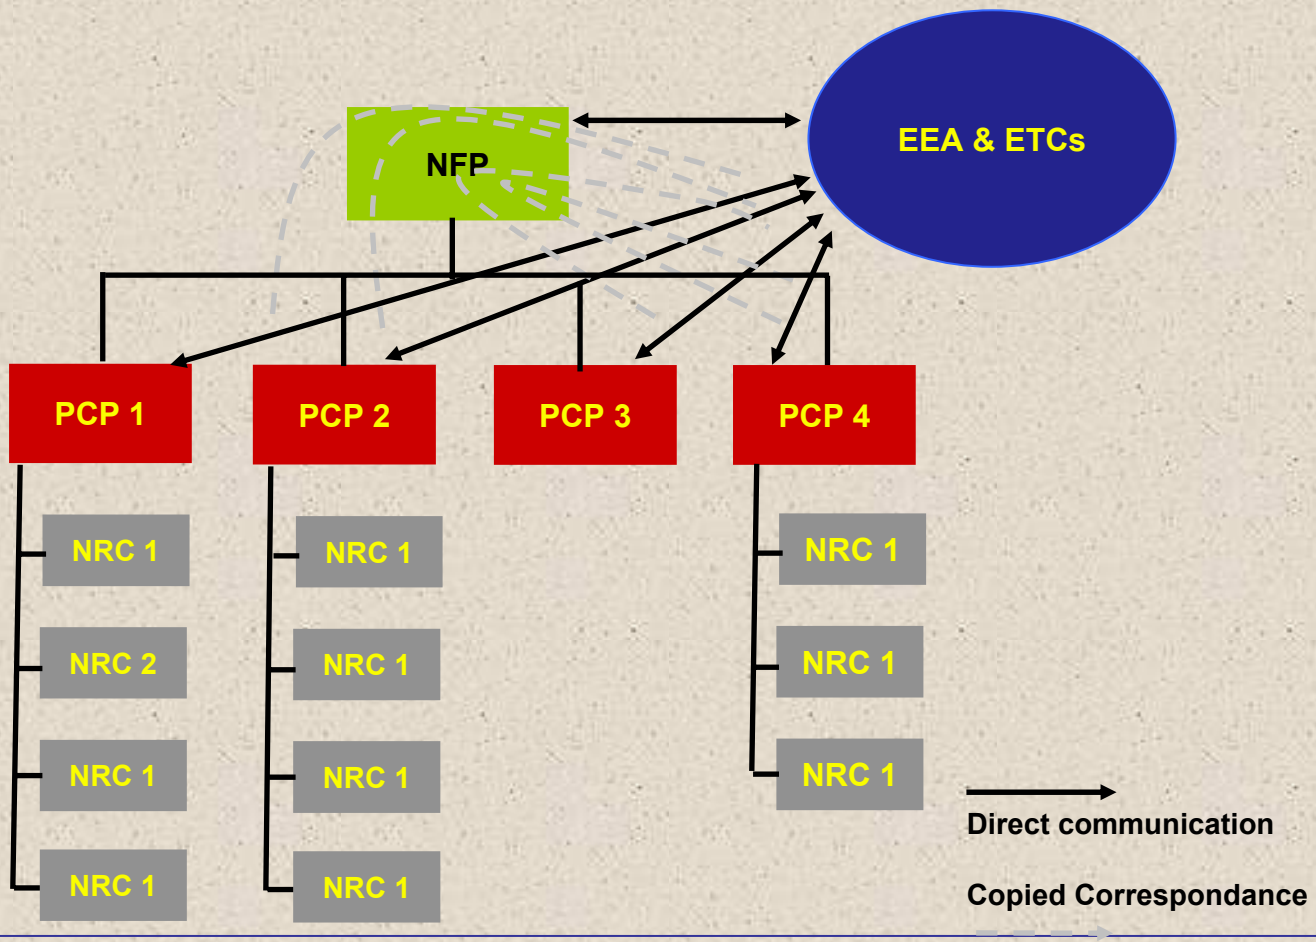 EEA & ETCs
NFP
PCP 1
PCP 2
PCP 3
PCP 4
NRC 1
NRC 1
NRC 1
NRC 2
NRC 1
NRC 1
NRC 1
NRC 1
NRC 1
NRC 1
NRC 1
Direct communication
Copied Correspondance